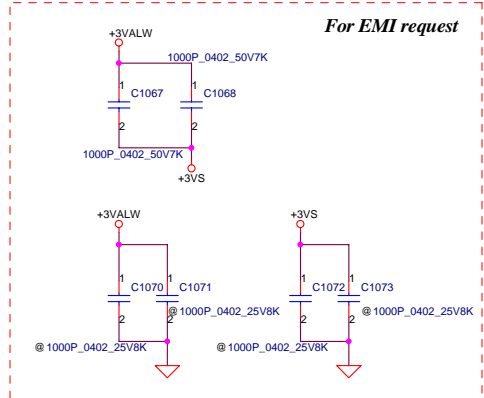 For EMI request
+3VALW
1000P_0402_50V7K
1
1
C1067
C1068
2
2
1000P_0402_50V7K
+3VS
+3VALW
+3VS
1
1
1
1
C1070
C1071
C1072
C1073
@1000P_0402_25V8K
@1000P_0402_25V8K
2
2
2
2
@1000P_0402_25V8K
@1000P_0402_25V8K